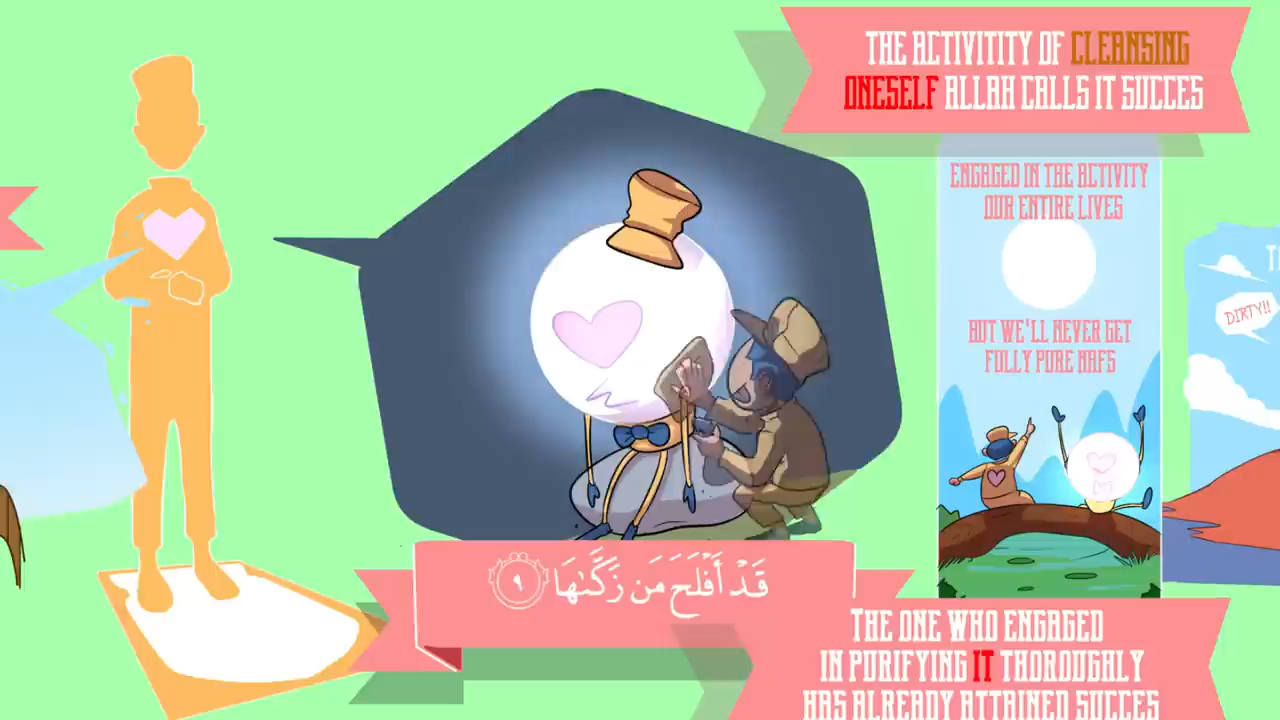 THE ACTIVITITY OF CLEANSING
ONESELF ALLAH CALLS IT SUCCES
ENGAGED IN THE ACTIVITY
OUR ENTIRE LIVES
BUT WE'LL NEVER GET
FULLY PURE NAFS
DIRTY!!
قَدْ أَفْلَحَ مَن زَكَّىٰهَا ٩
THE ONE WHO ENGAGED
IN PURIFYING IT THOROUGHLY
HAS ALREADY ATTAINED SUCCES